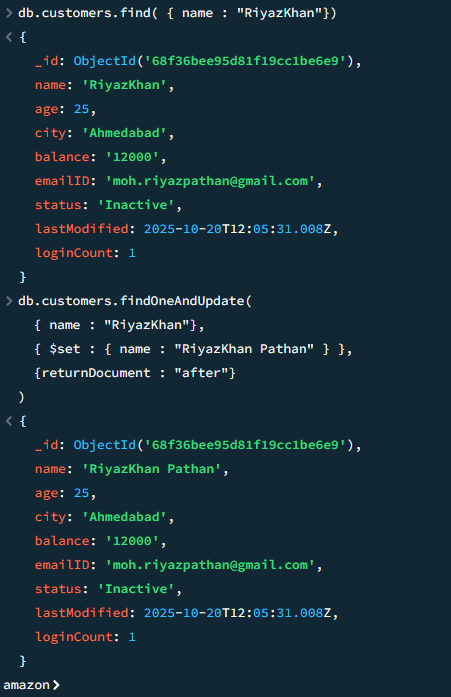 > db.customers.find( { name : "RiyazKhan"})
< {
_id: ObjectId('68f36bee95d81f19cc1be6e9'),
name: 'RiyazKhan',
age: 25,
city: 'Ahmedabad',
balance: '12000',
emailID: 'moh.riyazpathan@gmail.com',
status: 'Inactive',
lastModified: 2025-10-20T12:05:31.008Z,
loginCount: 1
}
> db.customers.findOneAndUpdate(
{ name : "RiyazKhan"},
{ $set : { name : "RiyazKhan Pathan" } },
{returnDocument : "after"}
)
< {
_id: ObjectId('68f36bee95d81f19cc1be6e9'),
name: 'RiyazKhan Pathan',
age: 25,
city: 'Ahmedabad',
balance: '12000',
emailID: 'moh.riyazpathan@gmail.com',
status: 'Inactive',
lastModified: 2025-10-20T12:05:31.008Z,
loginCount: 1
}
amazon>